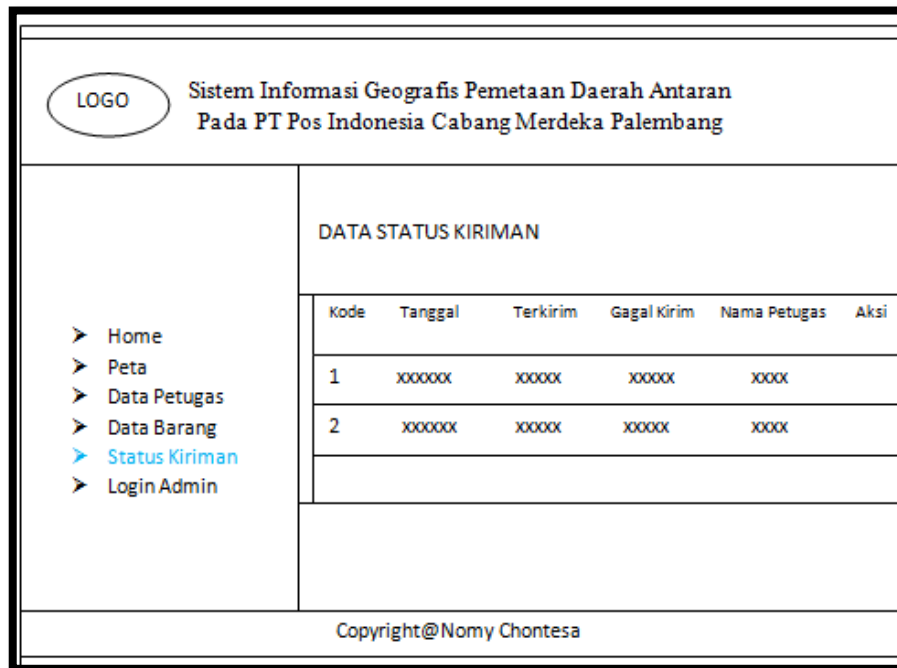 LOGO
Sistem Informasi Geografis Pemetaan Daerah Antaran
Pada PT Pos Indonesia Cabang Merdeka Palembang
Home
Peta
Data Petugas
Data Barang
Status Kiriman
Login Admin
DATA STATUS KIRIMAN
Kode Tanggal Terkirim Gagal Kirim Nama Petugas Aksi
1 xxxxxx xxxxx xxxxx xxxx
2 xxxxxx xxxxx xxxxx xxxx
Copyright@Nomy Chontesa